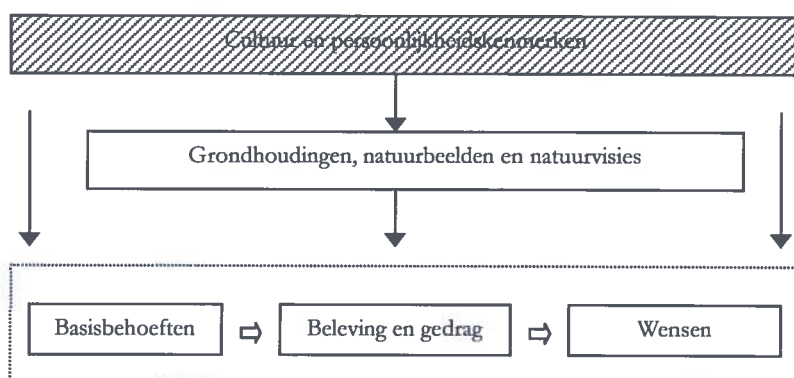 Cultuur en persoonlijkheidskenmerken
Grondhoudingen, natuurbeelden en natuurvisies
Basisbehoeften
Beleving en gedrag
Wensen